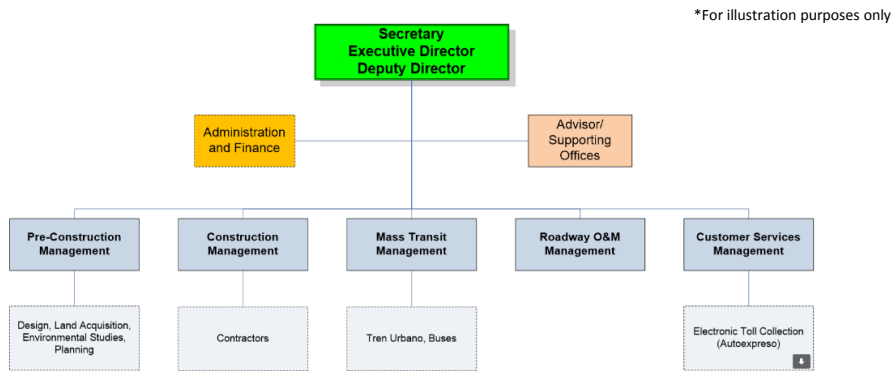 *For illustration purposes only
Secretary
Executive Director
Deputy Director
Administration
and Finance
Advisor/
Supporting
Offices
Pre-Construction
Management
Construction
Management
Mass Transit
Management
Roadway O&M
Management
Customer Services
Management
Design, Land Acquisition,
Environmental Studies,
Planning
Contractors
Tren Urbano, Buses
Electronic Toll Collection
(Autoexpreso)